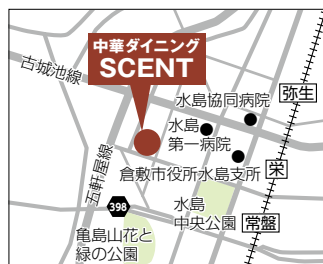 中華ダイニング
SCENT
古城池線
弥生
水島協同病院
水島
第一病院
五軒屋線
倉敷市役所水島支所
栄
398
水島
中央公園
常盤
亀島山花と
緑の公園